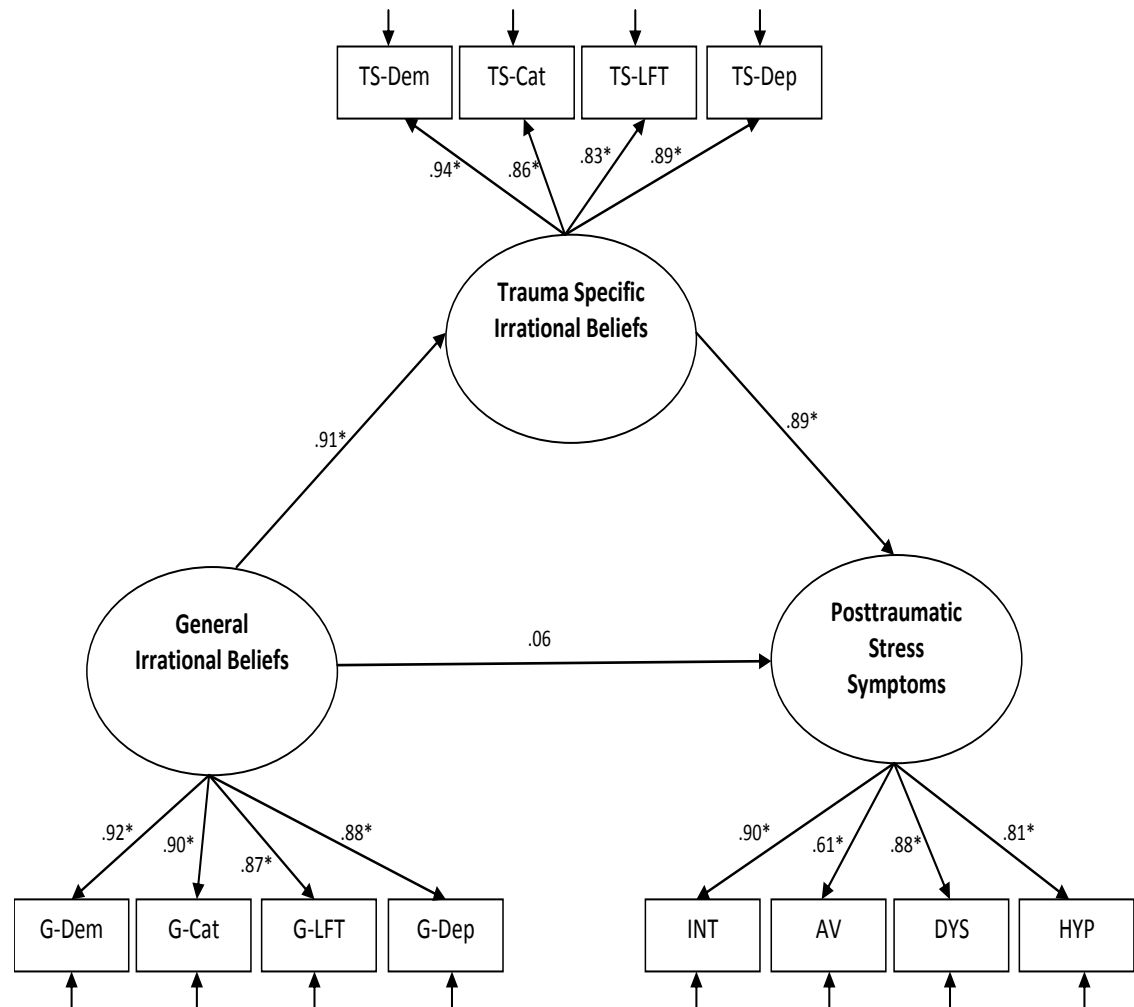 TS-Dem TS-Cat TS-LFT TS-Dep
.94* .86* .83* .89*
Trauma Specific
Irrational Beliefs
.91* .89*
General
Irrational Beliefs
.06
Posttraumatic
Stress
Symptoms
.92* .90* .87* .88*
.90* .61* .88* .81*
G-Dem G-Cat G-LFT G-Dep
INT AV DYS HYP